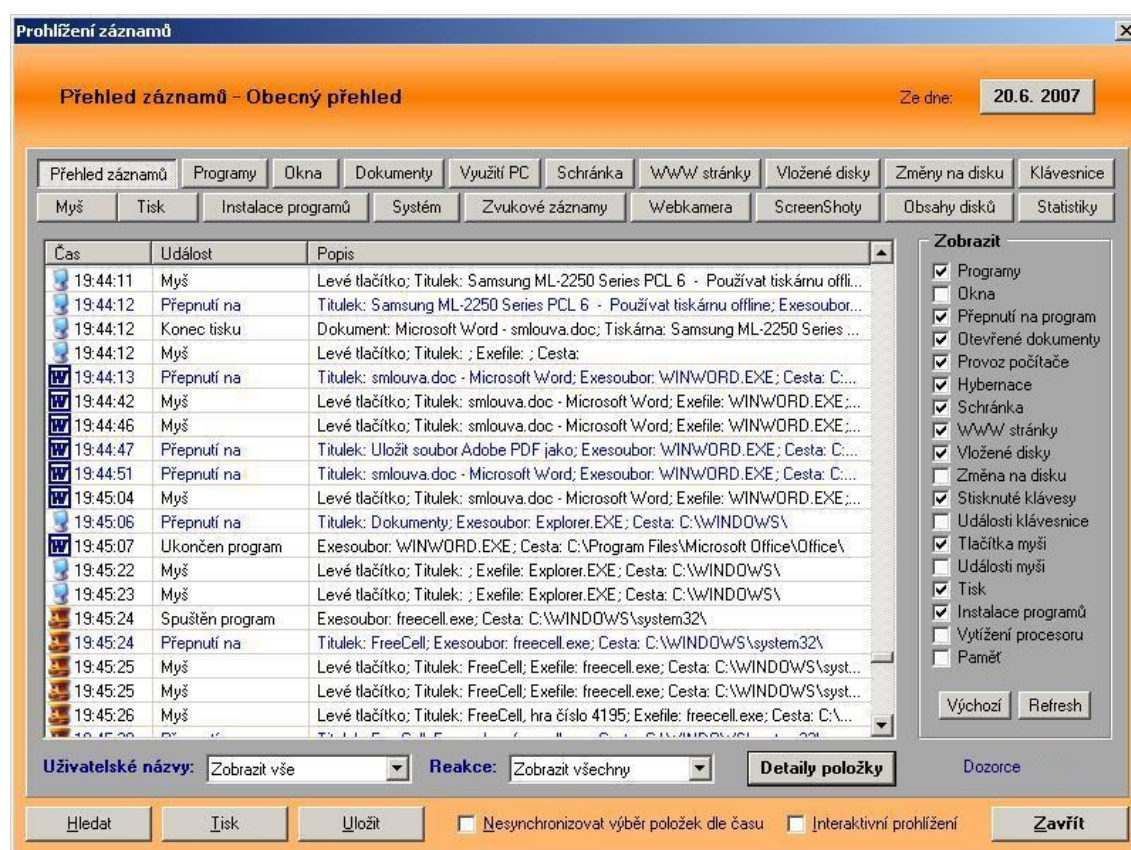 Prohlížení záznamů
Přehled záznamů - Obecný přehled
Ze dne: 20.6. 2007
Přehled záznamů Programy Okna Dokumenty Využití PC Schránka WWW stránky Vložené disky Změny na disku Klávesnice
Myš Tisk Instalace programů Systém Zvukové záznamy Webkamera ScreenShoty Obsahy disků Statistiky
Čas Událost Popis
19:44:11 Myš Levé tlačítko; Titulek: Samsung ML-2250 Series PCL 6 - Používat tiskárnu offli...
19:44:12 Přepnutí na Titulek: Samsung ML-2250 Series PCL 6 - Používat tiskárnu offline; Exesoubor...
19:44:12 Konec tisku Dokument: Microsoft Word - smlouva.doc; Tiskárna: Samsung ML-2250 Series ...
19:44:12 Myš Levé tlačítko; Titulek: ; Exefile: ; Cesta:
19:44:13 Přepnutí na Titulek: smlouva.doc - Microsoft Word; Exesoubor: WINWORD.EXE; Cesta: C:...
19:44:42 Myš Levé tlačítko; Titulek: smlouva.doc - Microsoft Word; Exefile: WINWORD.EXE;...
19:44:46 Myš Levé tlačítko; Titulek: smlouva.doc - Microsoft Word; Exefile: WINWORD.EXE;...
19:44:47 Přepnutí na Titulek: Uložit soubor Adobe PDF jako; Exesoubor: WINWORD.EXE; Cesta: C:...
19:44:51 Přepnutí na Titulek: smlouva.doc - Microsoft Word; Exesoubor: WINWORD.EXE; Cesta: C:...
19:45:04 Myš Levé tlačítko; Titulek: smlouva.doc - Microsoft Word; Exefile: WINWORD.EXE;...
19:45:06 Přepnutí na Titulek: Dokumenty; Exesoubor: Explorer.EXE; Cesta: C:\WINDOWS\
19:45:07 Ukončen program Exesoubor: WINWORD.EXE; Cesta: C:\Program Files\Microsoft Office\Office\
19:45:22 Myš Levé tlačítko; Titulek: ; Exefile: Explorer.EXE; Cesta: C:\WINDOWS\
19:45:23 Myš Levé tlačítko; Titulek: ; Exefile: Explorer.EXE; Cesta: C:\WINDOWS\
19:45:24 Spuštěn program Exesoubor: freecell.exe; Cesta: C:\WINDOWS\system32\
19:45:24 Přepnutí na Titulek: FreeCell; Exesoubor: freecell.exe; Cesta: C:\WINDOWS\system32\
19:45:25 Myš Levé tlačítko; Titulek: FreeCell; Exefile: freecell.exe; Cesta: C:\WINDOWS\syst...
19:45:25 Myš Levé tlačítko; Titulek: FreeCell; Exefile: freecell.exe; Cesta: C:\WINDOWS\syst...
19:45:26 Myš Levé tlačítko; Titulek: FreeCell, hra číslo 4195; Exefile: freecell.exe; Cesta: C:\...
Zobrazit
Programy
Okna
Přepnutí na program
Otevřené dokumenty
Provoz počítače
Hybernace
Schránka
WWW stránky
Vložené disky
Změna na disku
Stisknuté klávesy
Události klávesnice
Tlačítka myši
Události myši
Tisk
Instalace programů
Vytížení procesoru
Paměť
Výchozí Refresh
Uživatelské názvy: Zobrazit vše Reakce: Zobrazit všechny Detaily položky Dozorce
Hledat Tisk Uložit Nesynchronizovat výběr položek dle času Interaktivní prohlížení Zavřít